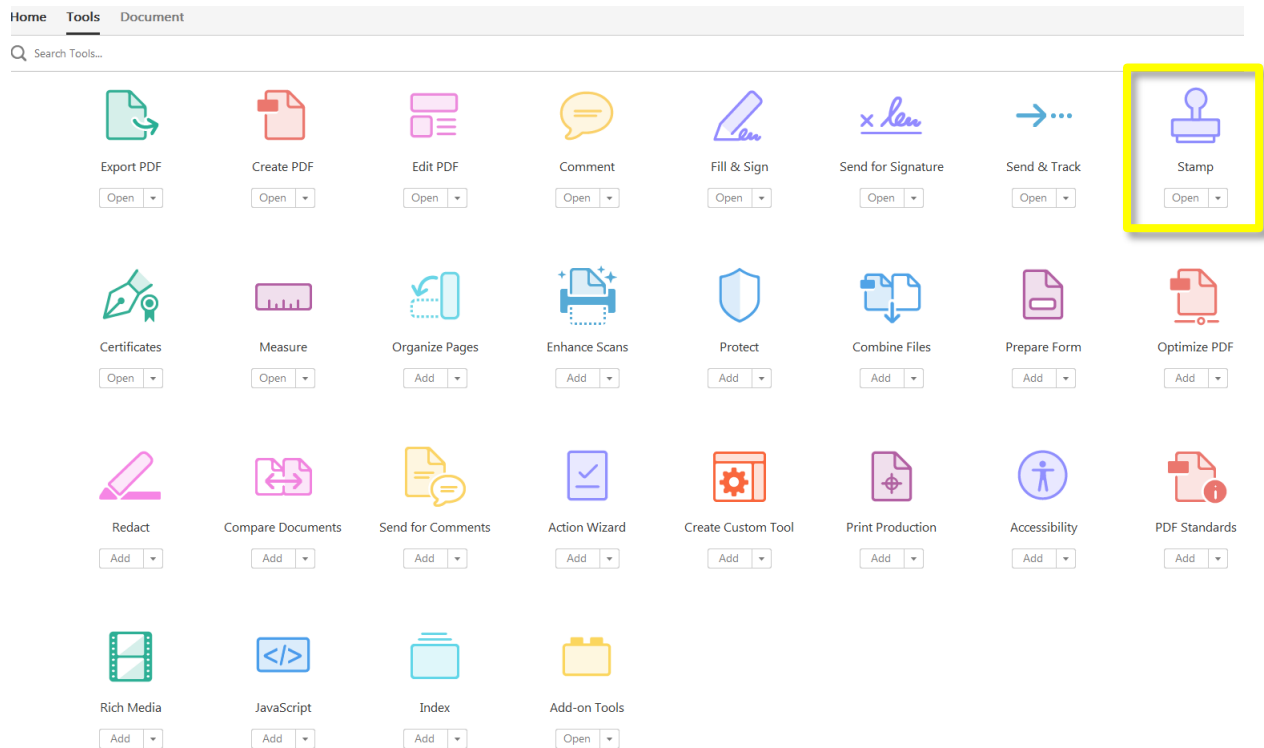 Home Tools Document
Search Tools...
Export PDF Create PDF Edit PDF Comment Fill & Sign Send for Signature Send & Track Stamp
Open Open Open Open Open Open Open Open
Certificates Measure Organize Pages Enhance Scans Protect Combine Files Prepare Form Optimize PDF
Open Open Add Add Add Add Add Add
Redact Compare Documents Send for Comments Action Wizard Create Custom Tool Print Production Accessibility PDF Standards
Add Add Add Add Add Add Add Add
</>
Rich Media JavaScript Index Add-on Tools
Add Add Add Open